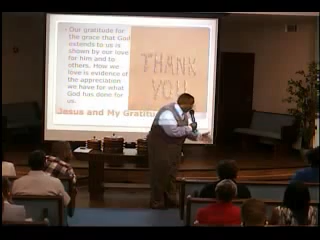 • Our gratitude for
the grace that God
extends to us is
shown by our love
for him and to
others. How we
love is evidence of
the appreciation
we have for what
God has done for
us.
THANK
YOU
Jesus and My Gratit